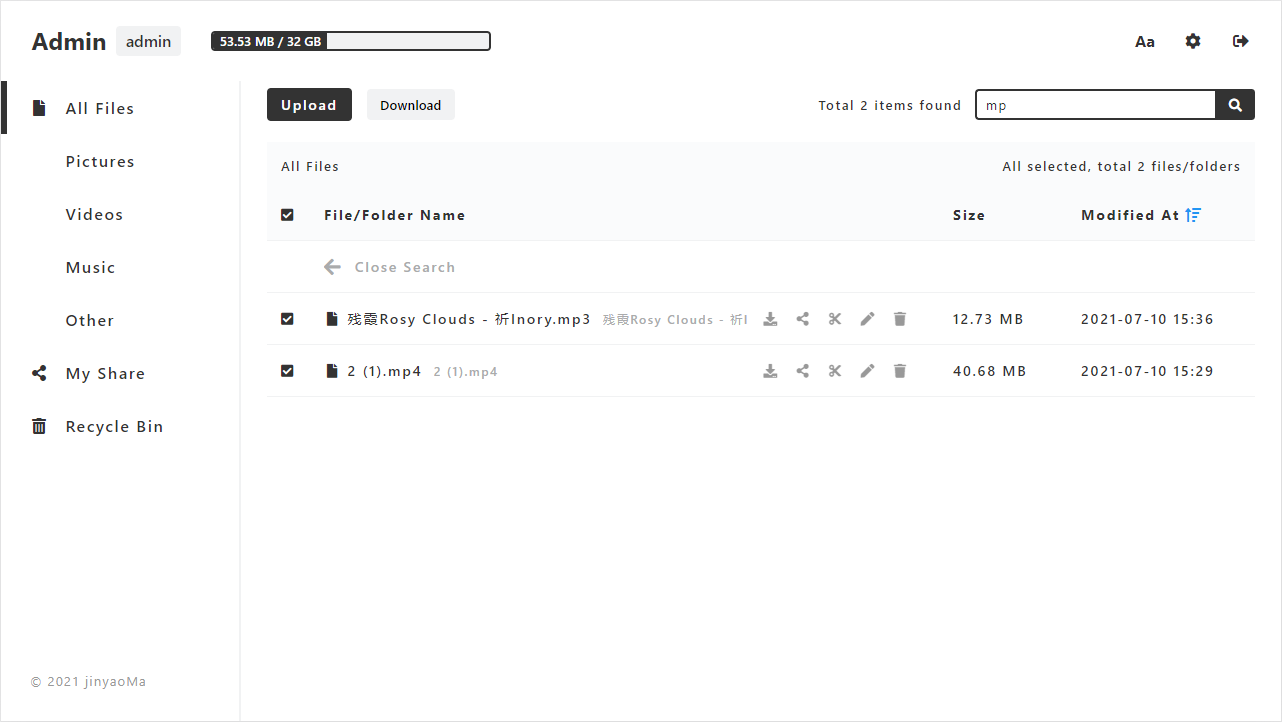 Admin admin 53.53 MB / 32 GB Aa
All Files
Pictures
Videos
Music
Other
My Share
Recycle Bin
© 2021 jinyaoMa
Upload Download Total 2 items found mp
All Files All selected, total 2 files/folders
File/Folder Name Size Modified At
Close Search
残霞Rosy Clouds - 祈Inory.mp3 残霞Rosy Clouds - 祈I 12.73 MB 2021-07-10 15:36
2 (1).mp4 2 (1).mp4 40.68 MB 2021-07-10 15:29